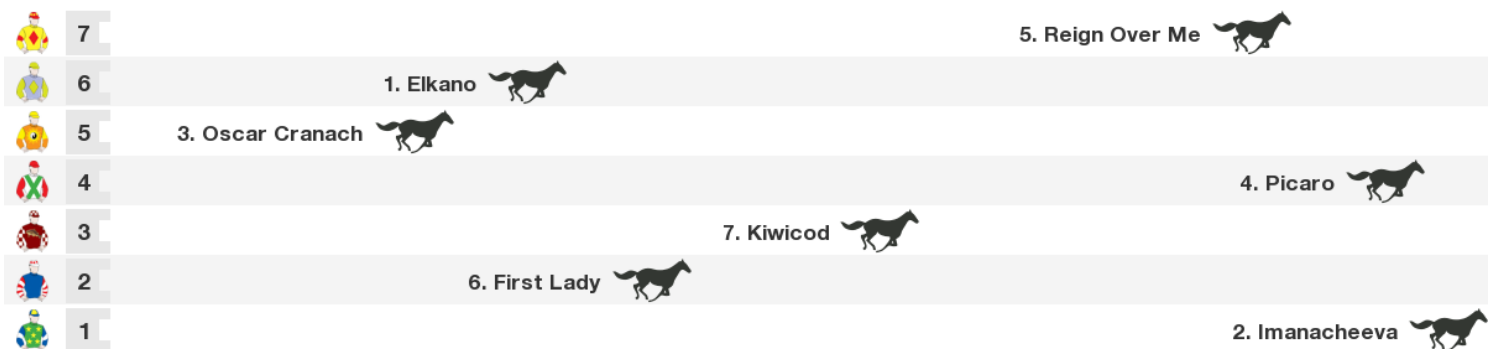 7 5. Reign Over Me
6 1. Elkano
5 3. Oscar Cranach
4 4. Picaro
3 7. Kiwicod
2 6. First Lady
1 2. Imanacheeva